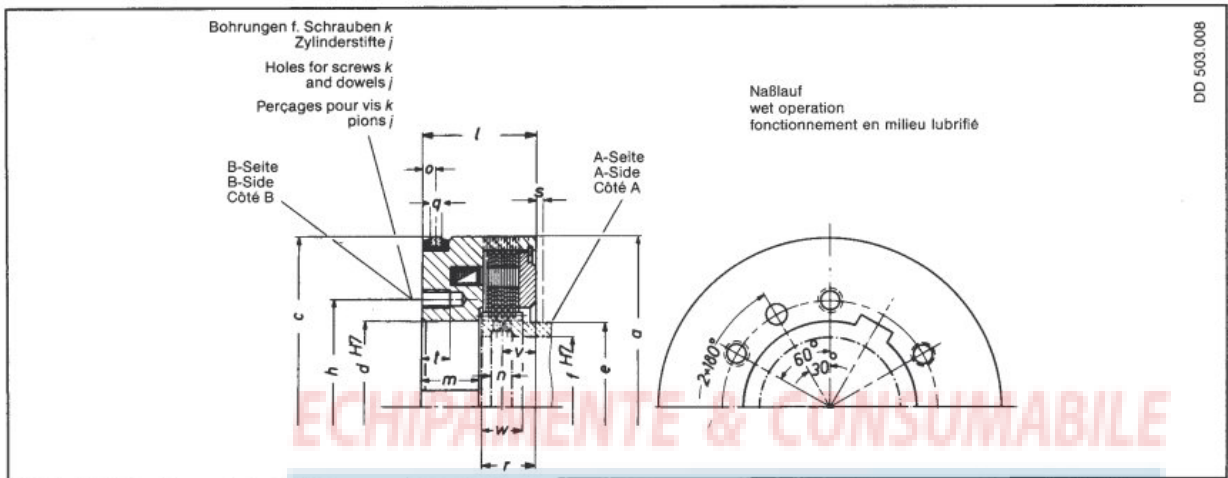 Bohrungen f. Schrauben k
Zylinderstifte j
Holes for screws k
and dowels j
Perçages pour vis k
pions j
B-Seite
B-Side
Côté B
Naßlauf
wet operation
fonctionnement en milieu lubrifié
DD 503.008
A-Seite
A-Side
Côté A
l
o
q
s
c
h
d H7
t
m
n
v
w
r
f H7
e
a
2×180°
60°
30°
ECHIPAMENTE & CONSUMABILE